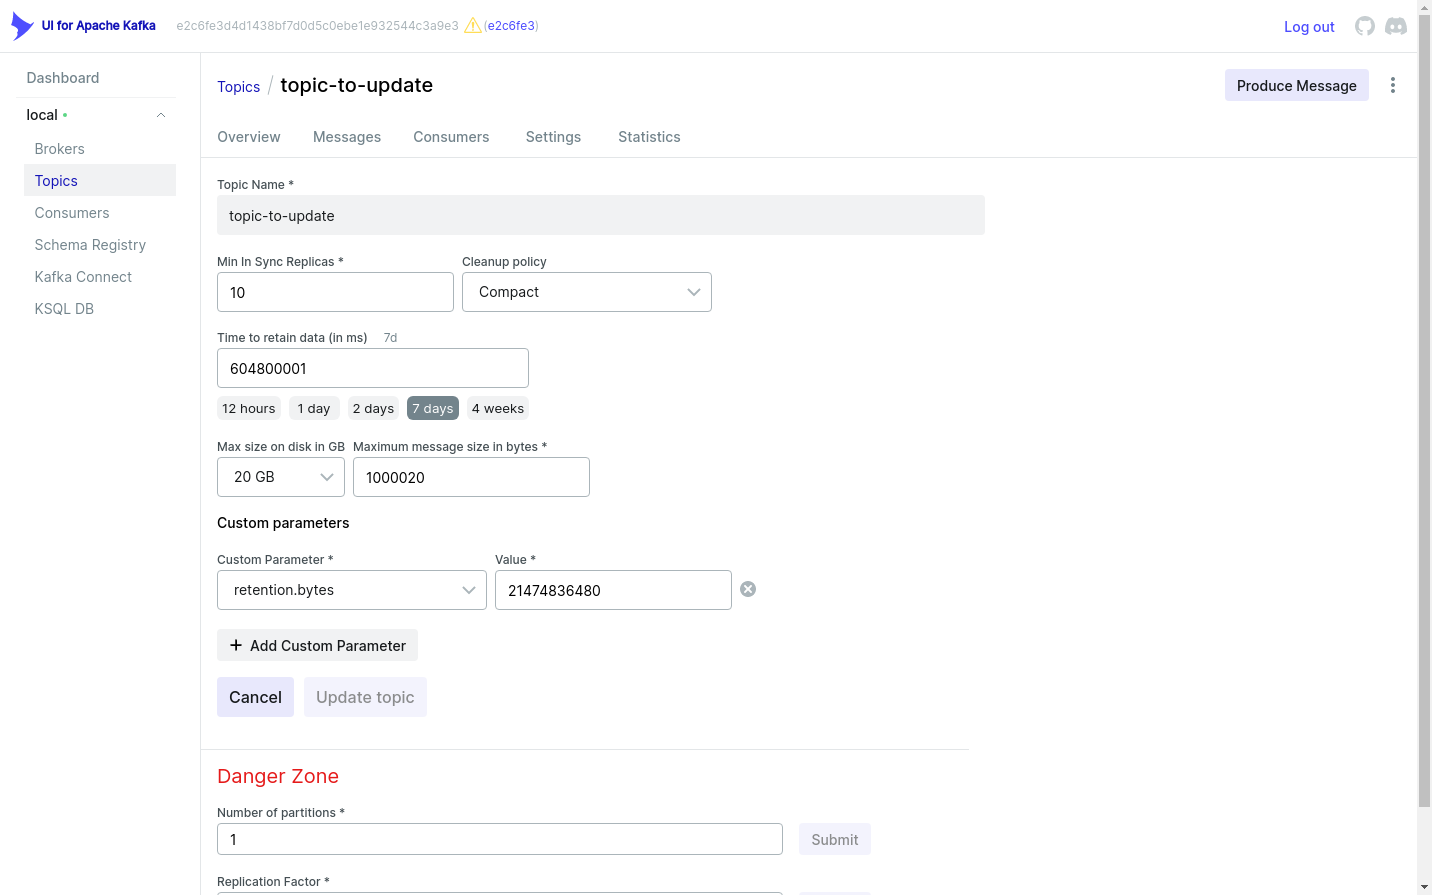 UI for Apache Kafka
e2c6fe3d4d1438bf7d0d5c0ebe1e932544c3a9e3 (e2c6fe3)
Log out
Dashboard
local
Brokers
Topics
Consumers
Schema Registry
Kafka Connect
KSQL DB
Topics / topic-to-update
Produce Message
Overview Messages Consumers Settings Statistics
Topic Name *
topic-to-update
Min In Sync Replicas * Cleanup policy
10 Compact
Time to retain data (in ms) 7d
604800001
12 hours 1 day 2 days 7 days 4 weeks
Max size on disk in GB Maximum message size in bytes *
20 GB 1000020
Custom parameters
Custom Parameter * Value *
retention.bytes 21474836480
Add Custom Parameter
Cancel Update topic
Danger Zone
Number of partitions *
1 Submit
Replication Factor *